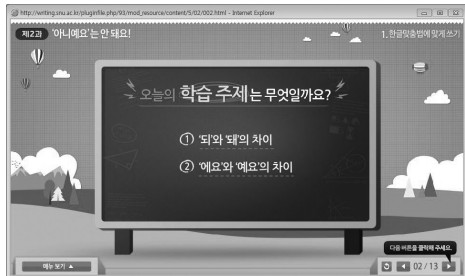 http://writing.snu.ac.kr/pluginfile.php/93/mod_resource/content/5/02/002.html - Internet Explorer
제2과 '아니예요'는 안 돼요!
1. 한글맞춤법에 맞게 쓰기
오늘의 학습 주제는 무엇일까요?
① '되'와 '돼'의 차이
② '에요'와 '예요'의 차이
다음 버튼을 클릭해 주세요.
메뉴 보기 ▲
02 / 13